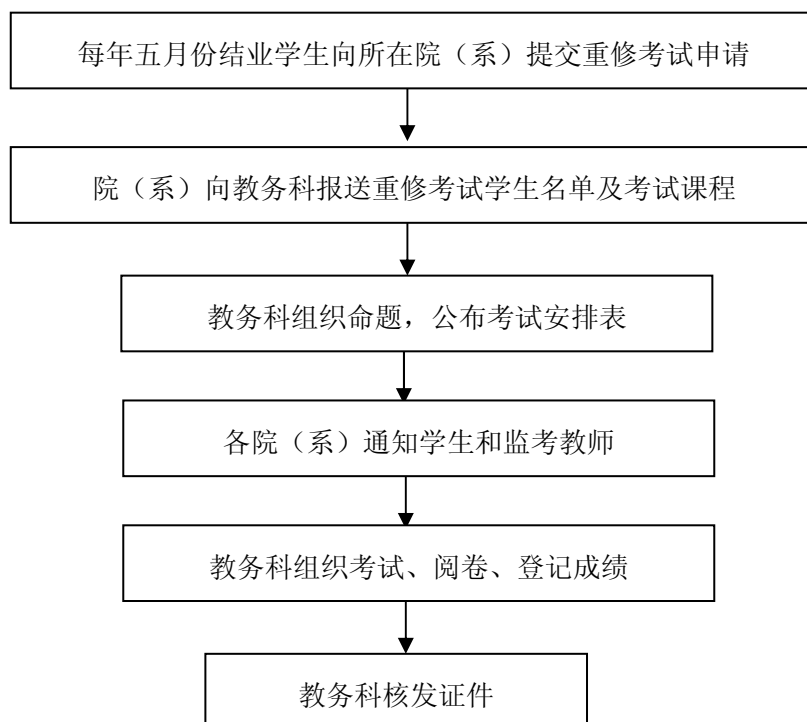 每年五月份结业学生向所在院（系）提交重修考试申请
院（系）向教务科报送重修考试学生名单及考试课程
教务科组织命题，公布考试安排表
各院（系）通知学生和监考教师
教务科组织考试、阅卷、登记成绩
教务科核发证件